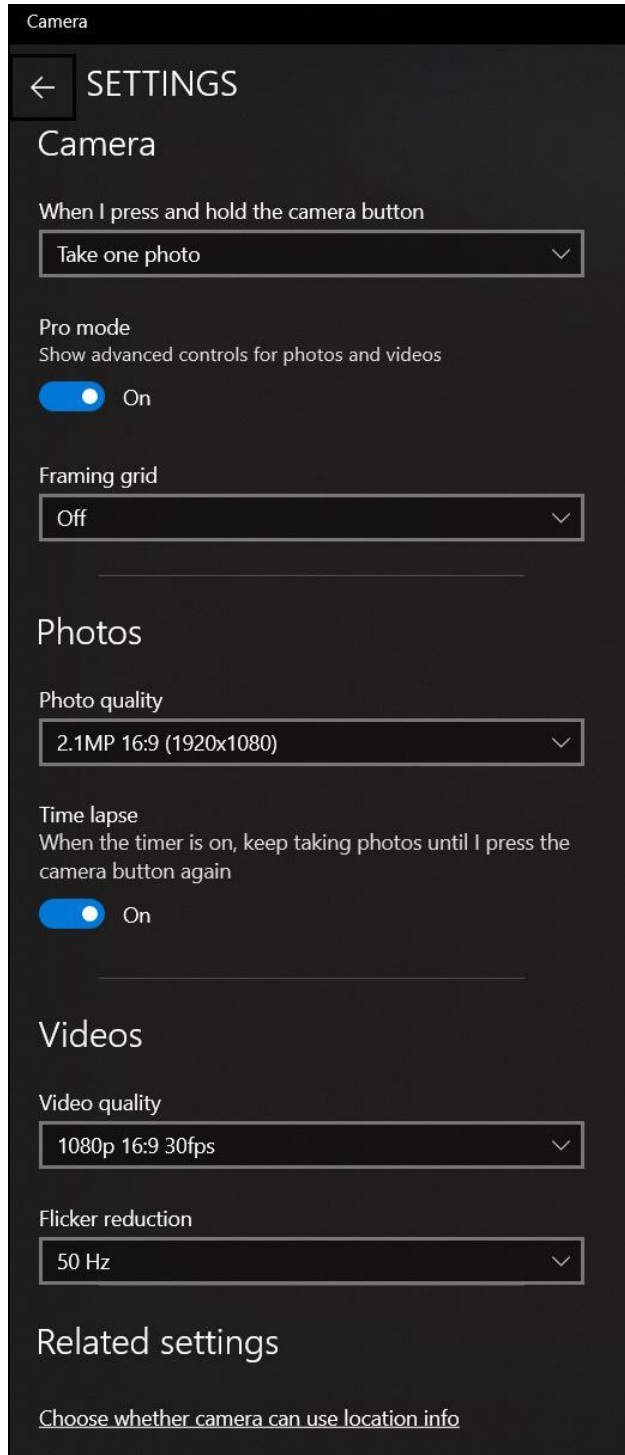 Camera
SETTINGS
Camera
When I press and hold the camera button
Take one photo
Pro mode
Show advanced controls for photos and videos
On
Framing grid
Off
Photos
Photo quality
2.1MP 16:9 (1920x1080)
Time lapse
When the timer is on, keep taking photos until I press the
camera button again
On
Videos
Video quality
1080p 16:9 30fps
Flicker reduction
50 Hz
Related settings
Choose whether camera can use location info